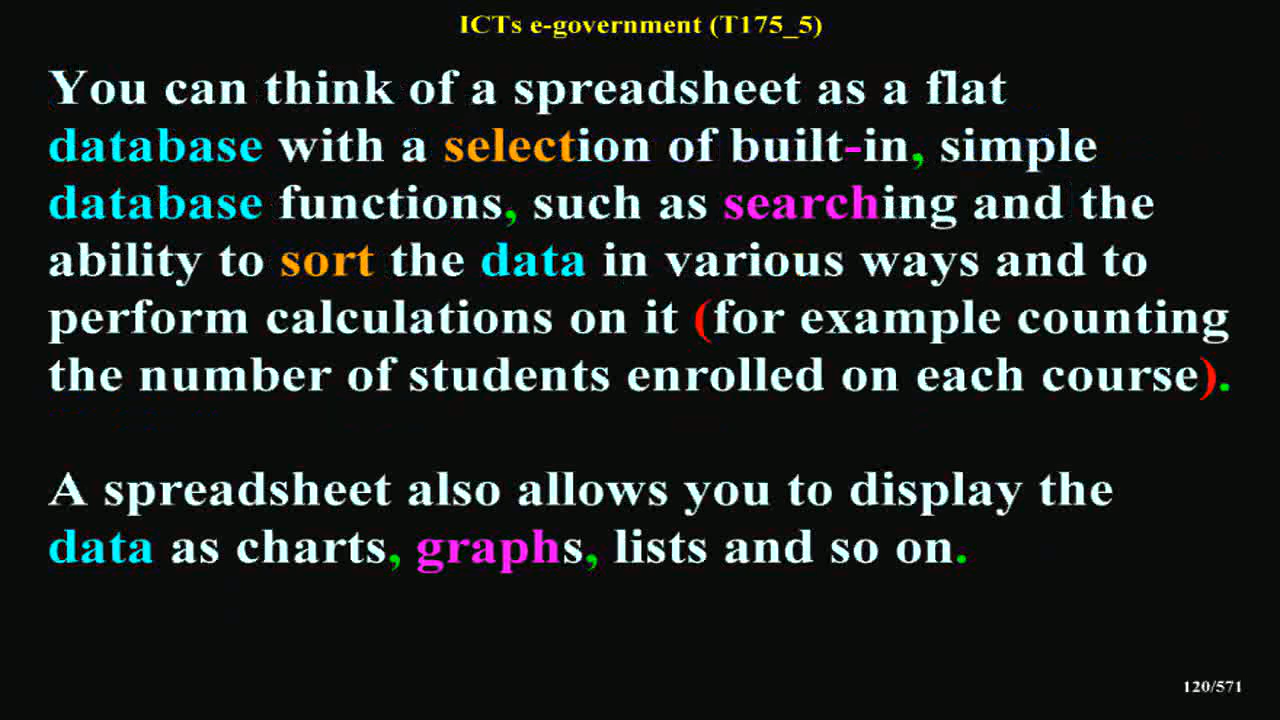 ICTs e-government (T175_5)
You can think of a spreadsheet as a flat
database with a selection of built-in, simple
database functions, such as searching and the
ability to sort the data in various ways and to
perform calculations on it (for example counting
the number of students enrolled on each course).
A spreadsheet also allows you to display the
data as charts, graphs, lists and so on.
120/571